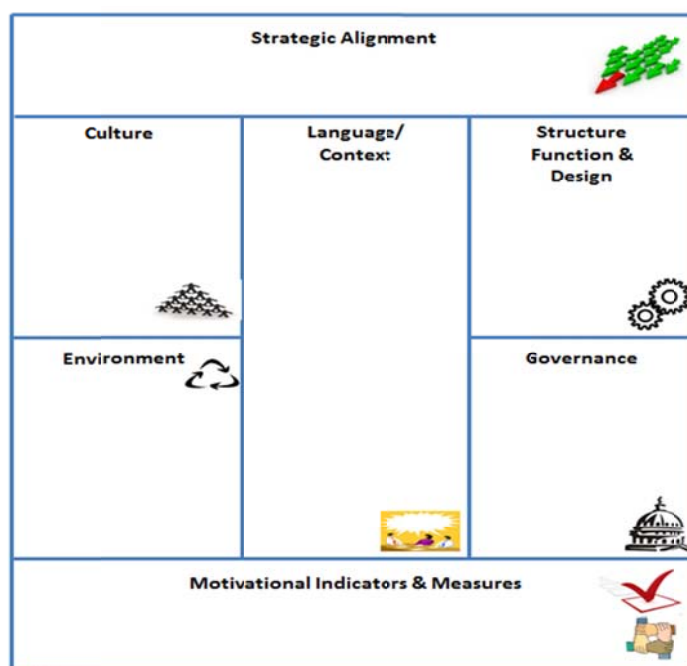 Strategic Alignment
Culture
Language/
Context
Structure
Function &
Design
Environment
Governance
Motivational Indicators & Measures